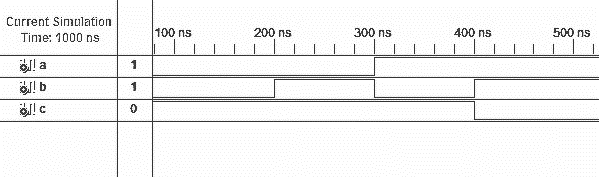 Current Simulation
Time: 1000 ns
100 ns 200 ns 300 ns 400 ns 500 ns
a 1
b 1
c 0